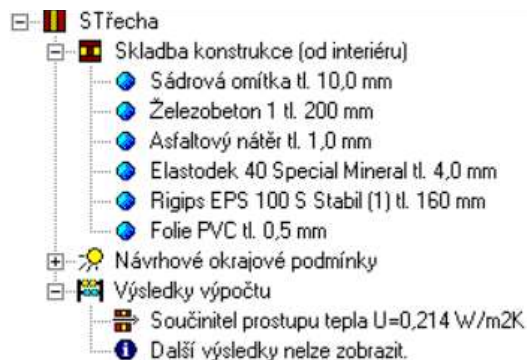 STřecha
Skladba konstrukce (od interiéru)
Sádrová omítka tl. 10,0 mm
Železobeton 1 tl. 200 mm
Asfaltový nátěr tl. 1,0 mm
Elastodek 40 Special Mineral tl. 4,0 mm
Rigips EPS 100 S Stabil (1) tl. 160 mm
Folie PVC tl. 0,5 mm
Návrhové okrajové podmínky
Výsledky výpočtu
Součinitel prostupu tepla U=0,214 W/m2K
Další výsledky nelze zobrazit.